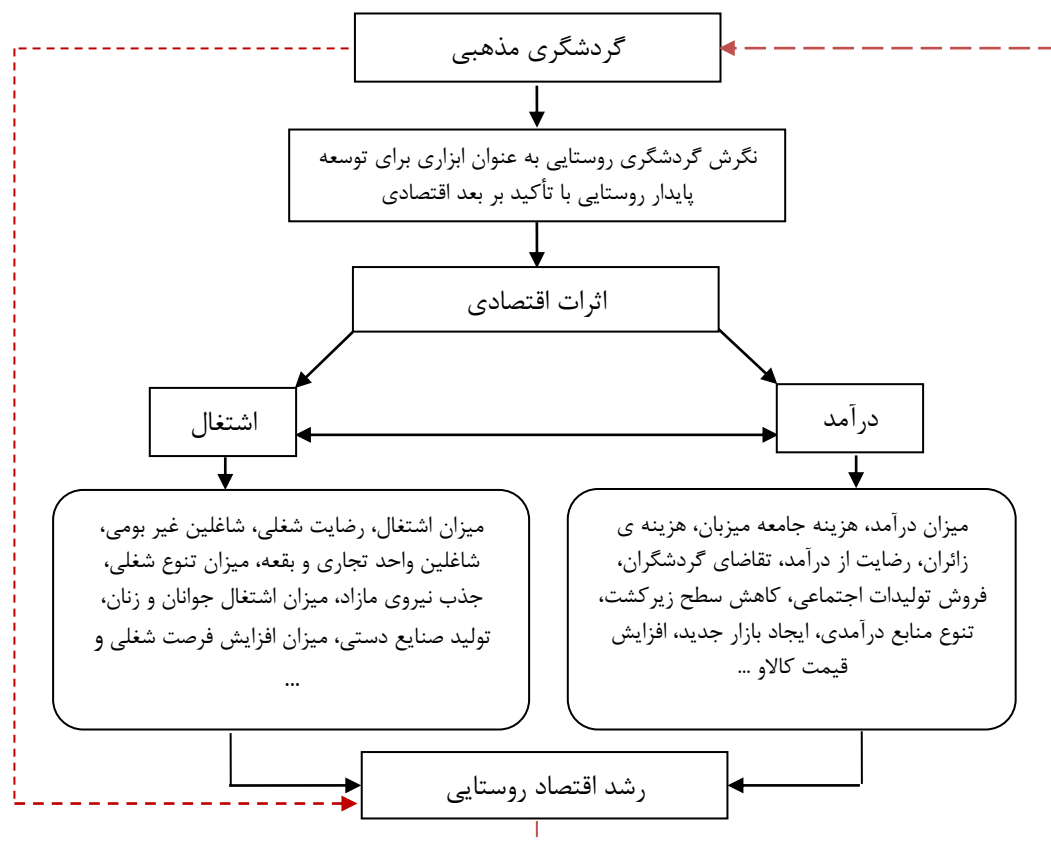 گردشگری مذهبی
نگرش گردشگری روستایی به عنوان ابزاری برای توسعه
پایدار روستایی با تأکید بر بعد اقتصادی
اثرات اقتصادی
درآمد
اشتغال
میزان درآمد، هزینه جامعه میزبان، هزینه ی
زائران، رضایت از درآمد، تقاضای گردشگران،
فروش تولیدات اجتماعی، کاهش سطح زیرکشت،
تنوع منابع درآمدی، ایجاد بازار جدید، افزایش
قیمت کالاو ...
میزان اشتغال، رضایت شغلی، شاغلین غیر بومی،
شاغلین واحد تجاری و بقعه، میزان تنوع شغلی،
جذب نیروی مازاد، میزان اشتغال جوانان و زنان،
تولید صنایع دستی، میزان افزایش فرصت شغلی و
...
رشد اقتصاد روستایی